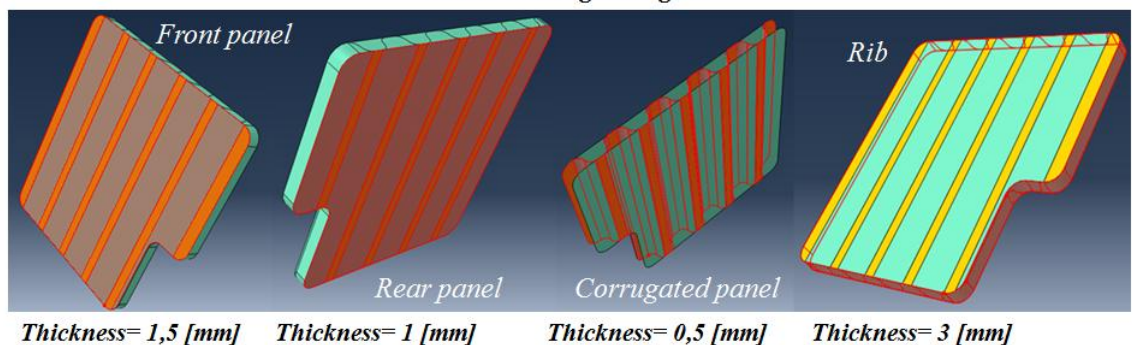 Front panel
Rib
Rear panel
Corrugated panel
Thickness= 1,5 [mm]
Thickness= 1 [mm]
Thickness= 0,5 [mm]
Thickness= 3 [mm]